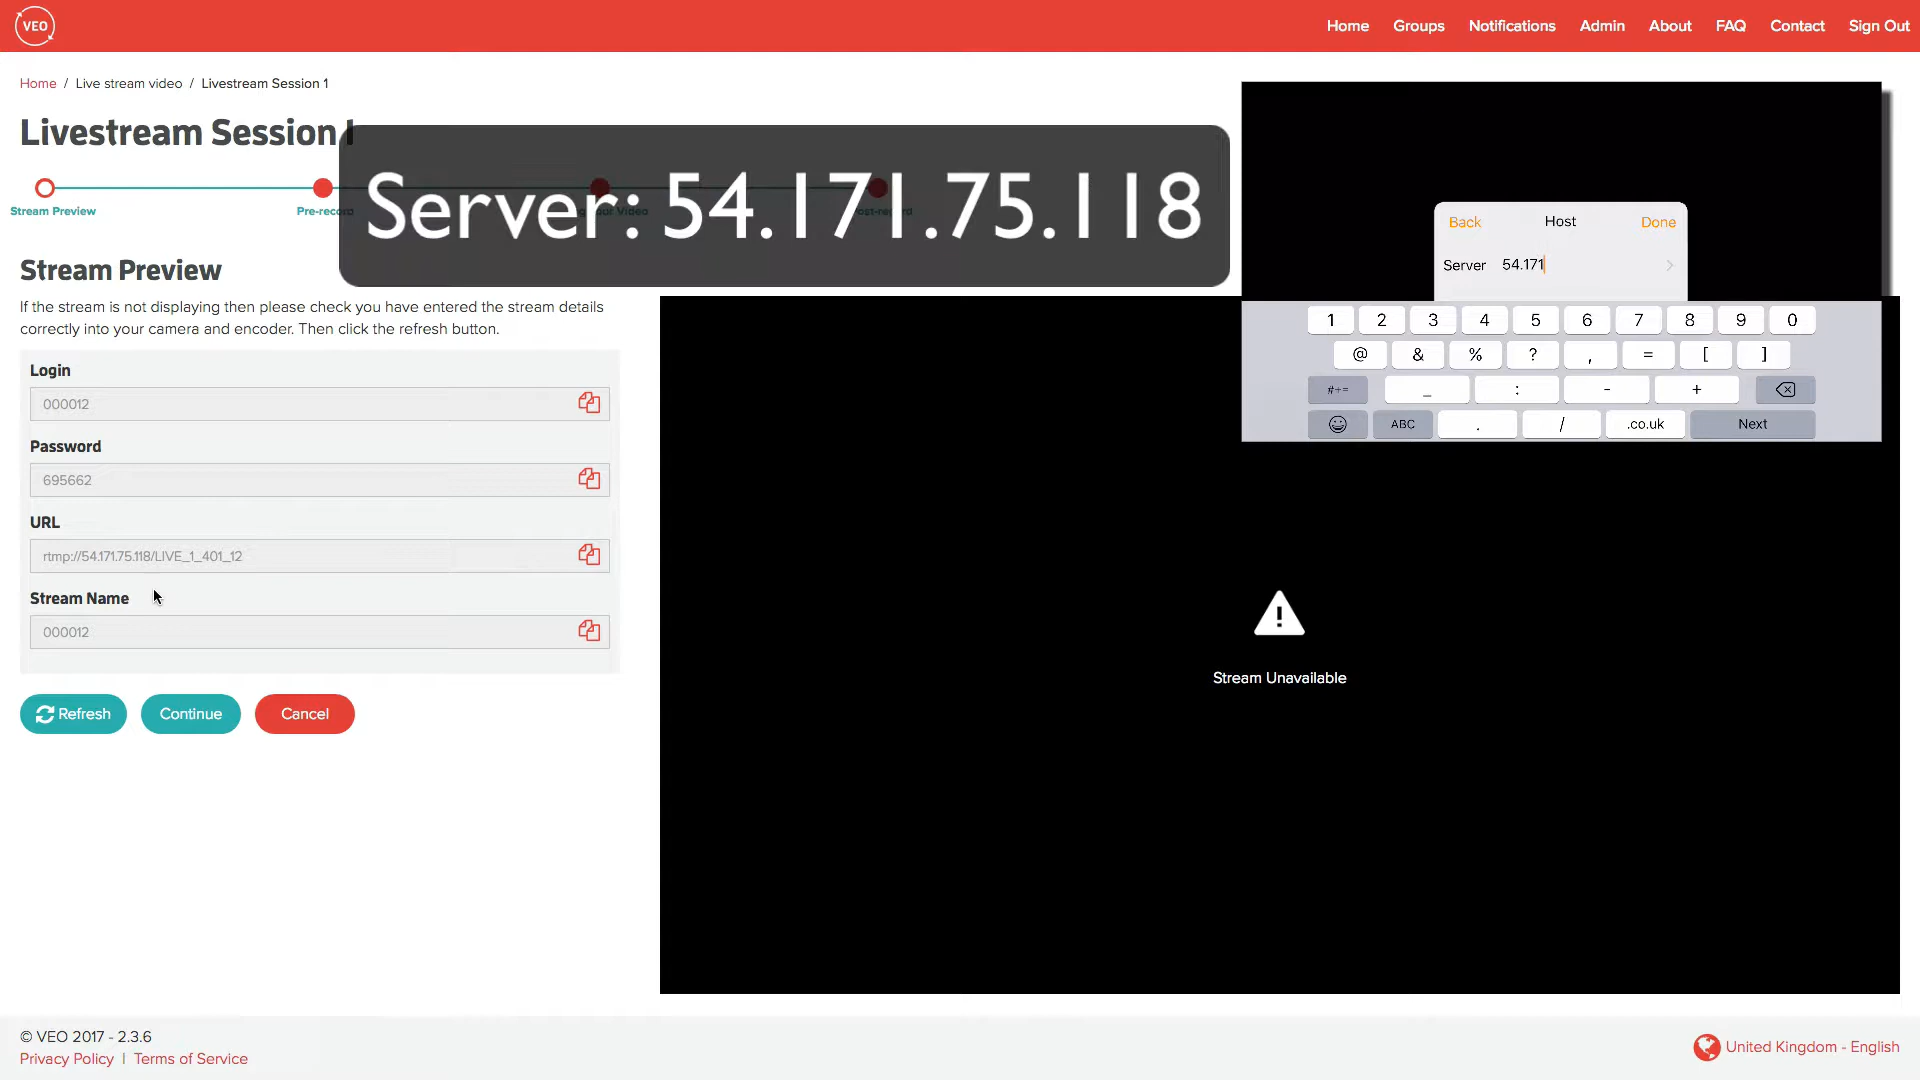 VEO
Home Groups Notifications Admin About FAQ Contact Sign Out
Home / Live stream video / Livestream Session 1
Livestream Session 1
Server: 54.171.75.118
Stream Preview
Pre-record
Stream Preview
If the stream is not displaying then please check you have entered the stream details
correctly into your camera and encoder. Then click the refresh button.
Login
000012
Password
695662
URL
rtmp://54.171.75.118/LIVE_1_401_12
Stream Name
000012
Refresh Continue Cancel
Back Host Done
Server 54.171
1 2 3 4 5 6 7 8 9 0
@ & % ? , = [ ]
#+= _ : - +
ABC . / .co.uk Next
!
Stream Unavailable
© VEO 2017 - 2.3.6
Privacy Policy | Terms of Service
United Kingdom - English